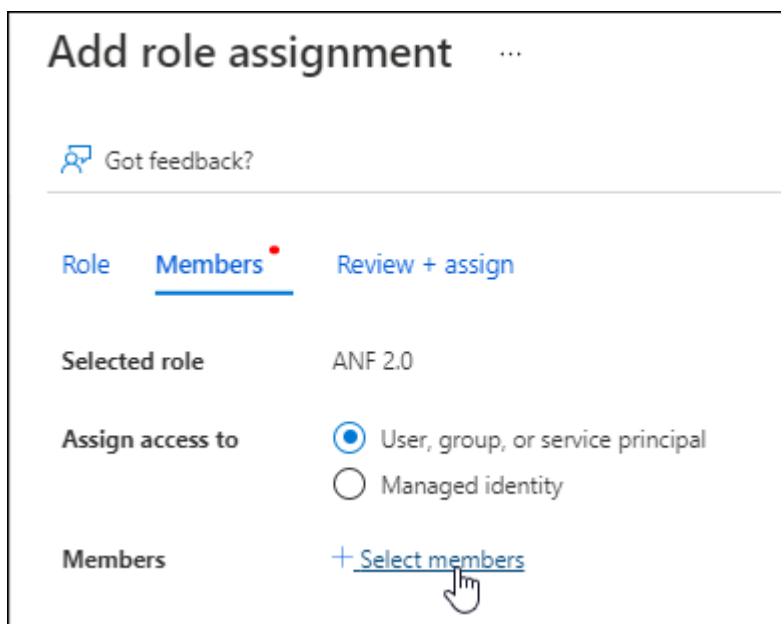 Add role assignment ...
Got feedback?
Role Members Review + assign
Selected role ANF 2.0
Assign access to User, group, or service principal
Managed identity
Members + Select members